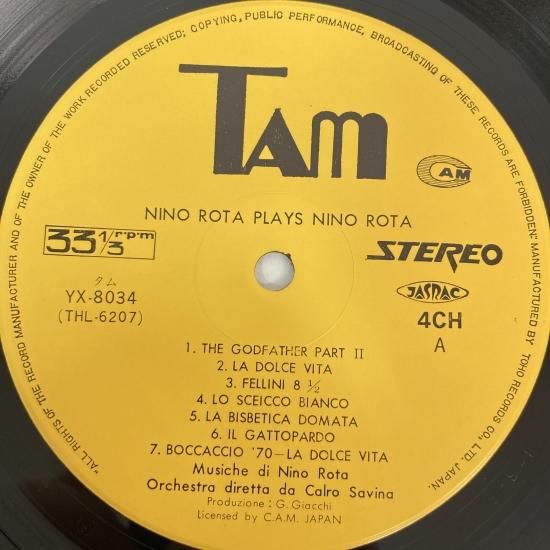 "ALL RIGHTS OF THE RECORD MANUFACTURER AND OF THE OWNER OF THE WORK RECORDED RESERVED; COPYING, PUBLIC PERFORMANCE, BROADCASTING OF THESE RECORDS ARE FORBIDDEN" MANUFACTURED BY TOHO RECORDS CO., LTD. JAPAN.
TAM
CAM
NINO ROTA PLAYS NINO ROTA
33 1/3 rpm
STEREO
タム
YX-8034
(THL-6207)
JASRAC
4CH
A
1. THE GODFATHER PART II
2. LA DOLCE VITA
3. FELLINI 8 ½
4. LO SCEICCO BIANCO
5. LA BISBETICA DOMATA
6. IL GATTOPARDO
7. BOCCACCIO '70—LA DOLCE VITA
Musiche di Nino Rota
Orchestra diretta da Calro Savina
Produzione : G. Giacchi
Licensed by C.A.M. JAPAN